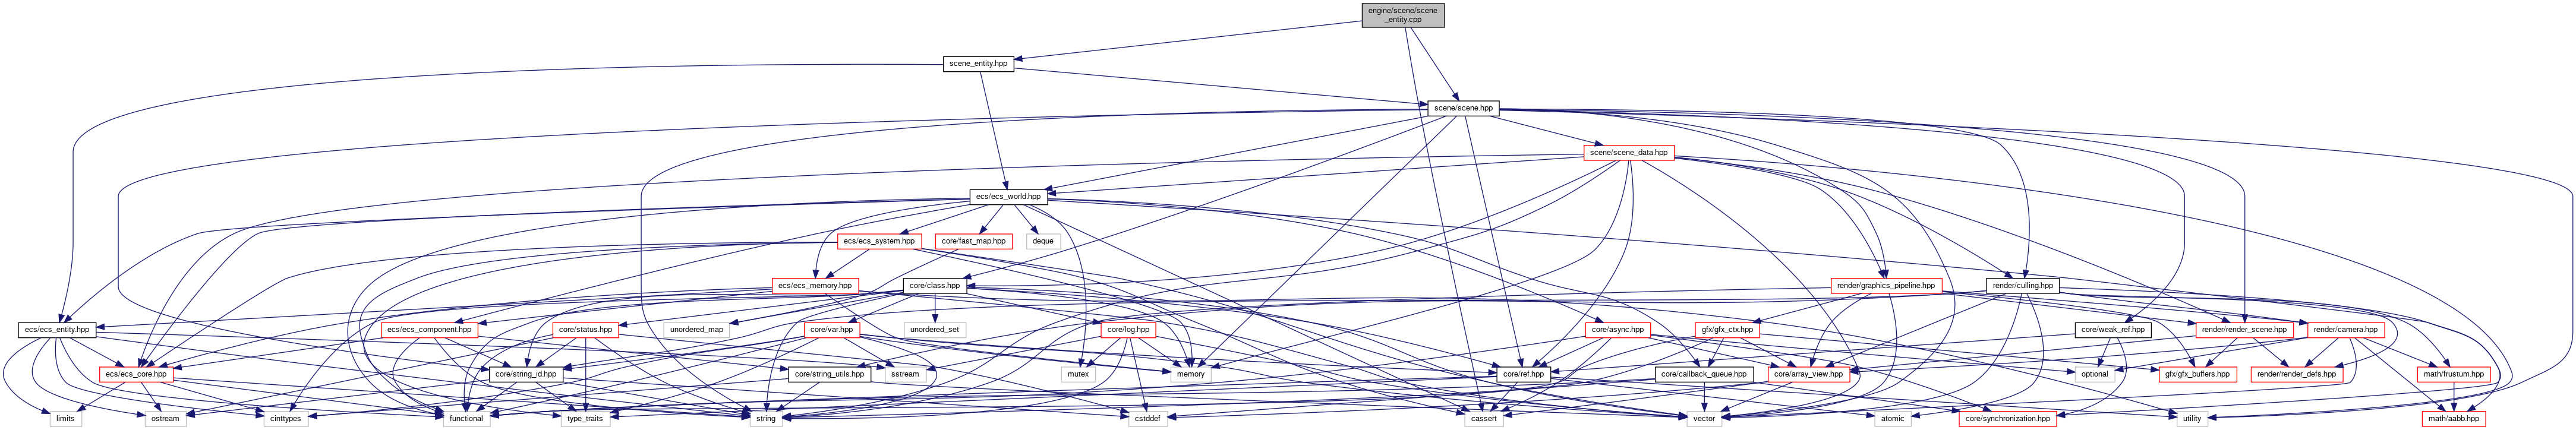 engine/scene/scene
_entity.cpp
scene_entity.hpp
scene/scene.hpp
scene/scene_data.hpp
ecs/ecs_world.hpp
ecs/ecs_system.hpp
core/fast_map.hpp
deque
ecs/ecs_memory.hpp
core/class.hpp
render/graphics_pipeline.hpp
render/culling.hpp
ecs/ecs_entity.hpp
ecs/ecs_component.hpp
core/status.hpp
unordered_map
core/var.hpp
unordered_set
core/log.hpp
core/async.hpp
gfx/gfx_ctx.hpp
core/weak_ref.hpp
render/render_scene.hpp
render/camera.hpp
ecs/ecs_core.hpp
core/string_id.hpp
core/string_utils.hpp
sstream
mutex
memory
core/ref.hpp
core/callback_queue.hpp
core/array_view.hpp
optional
gfx/gfx_buffers.hpp
render/render_defs.hpp
math/frustum.hpp
limits
ostream
cinttypes
functional
type_traits
string
cstddef
cassert
vector
atomic
core/synchronization.hpp
utility
math/aabb.hpp